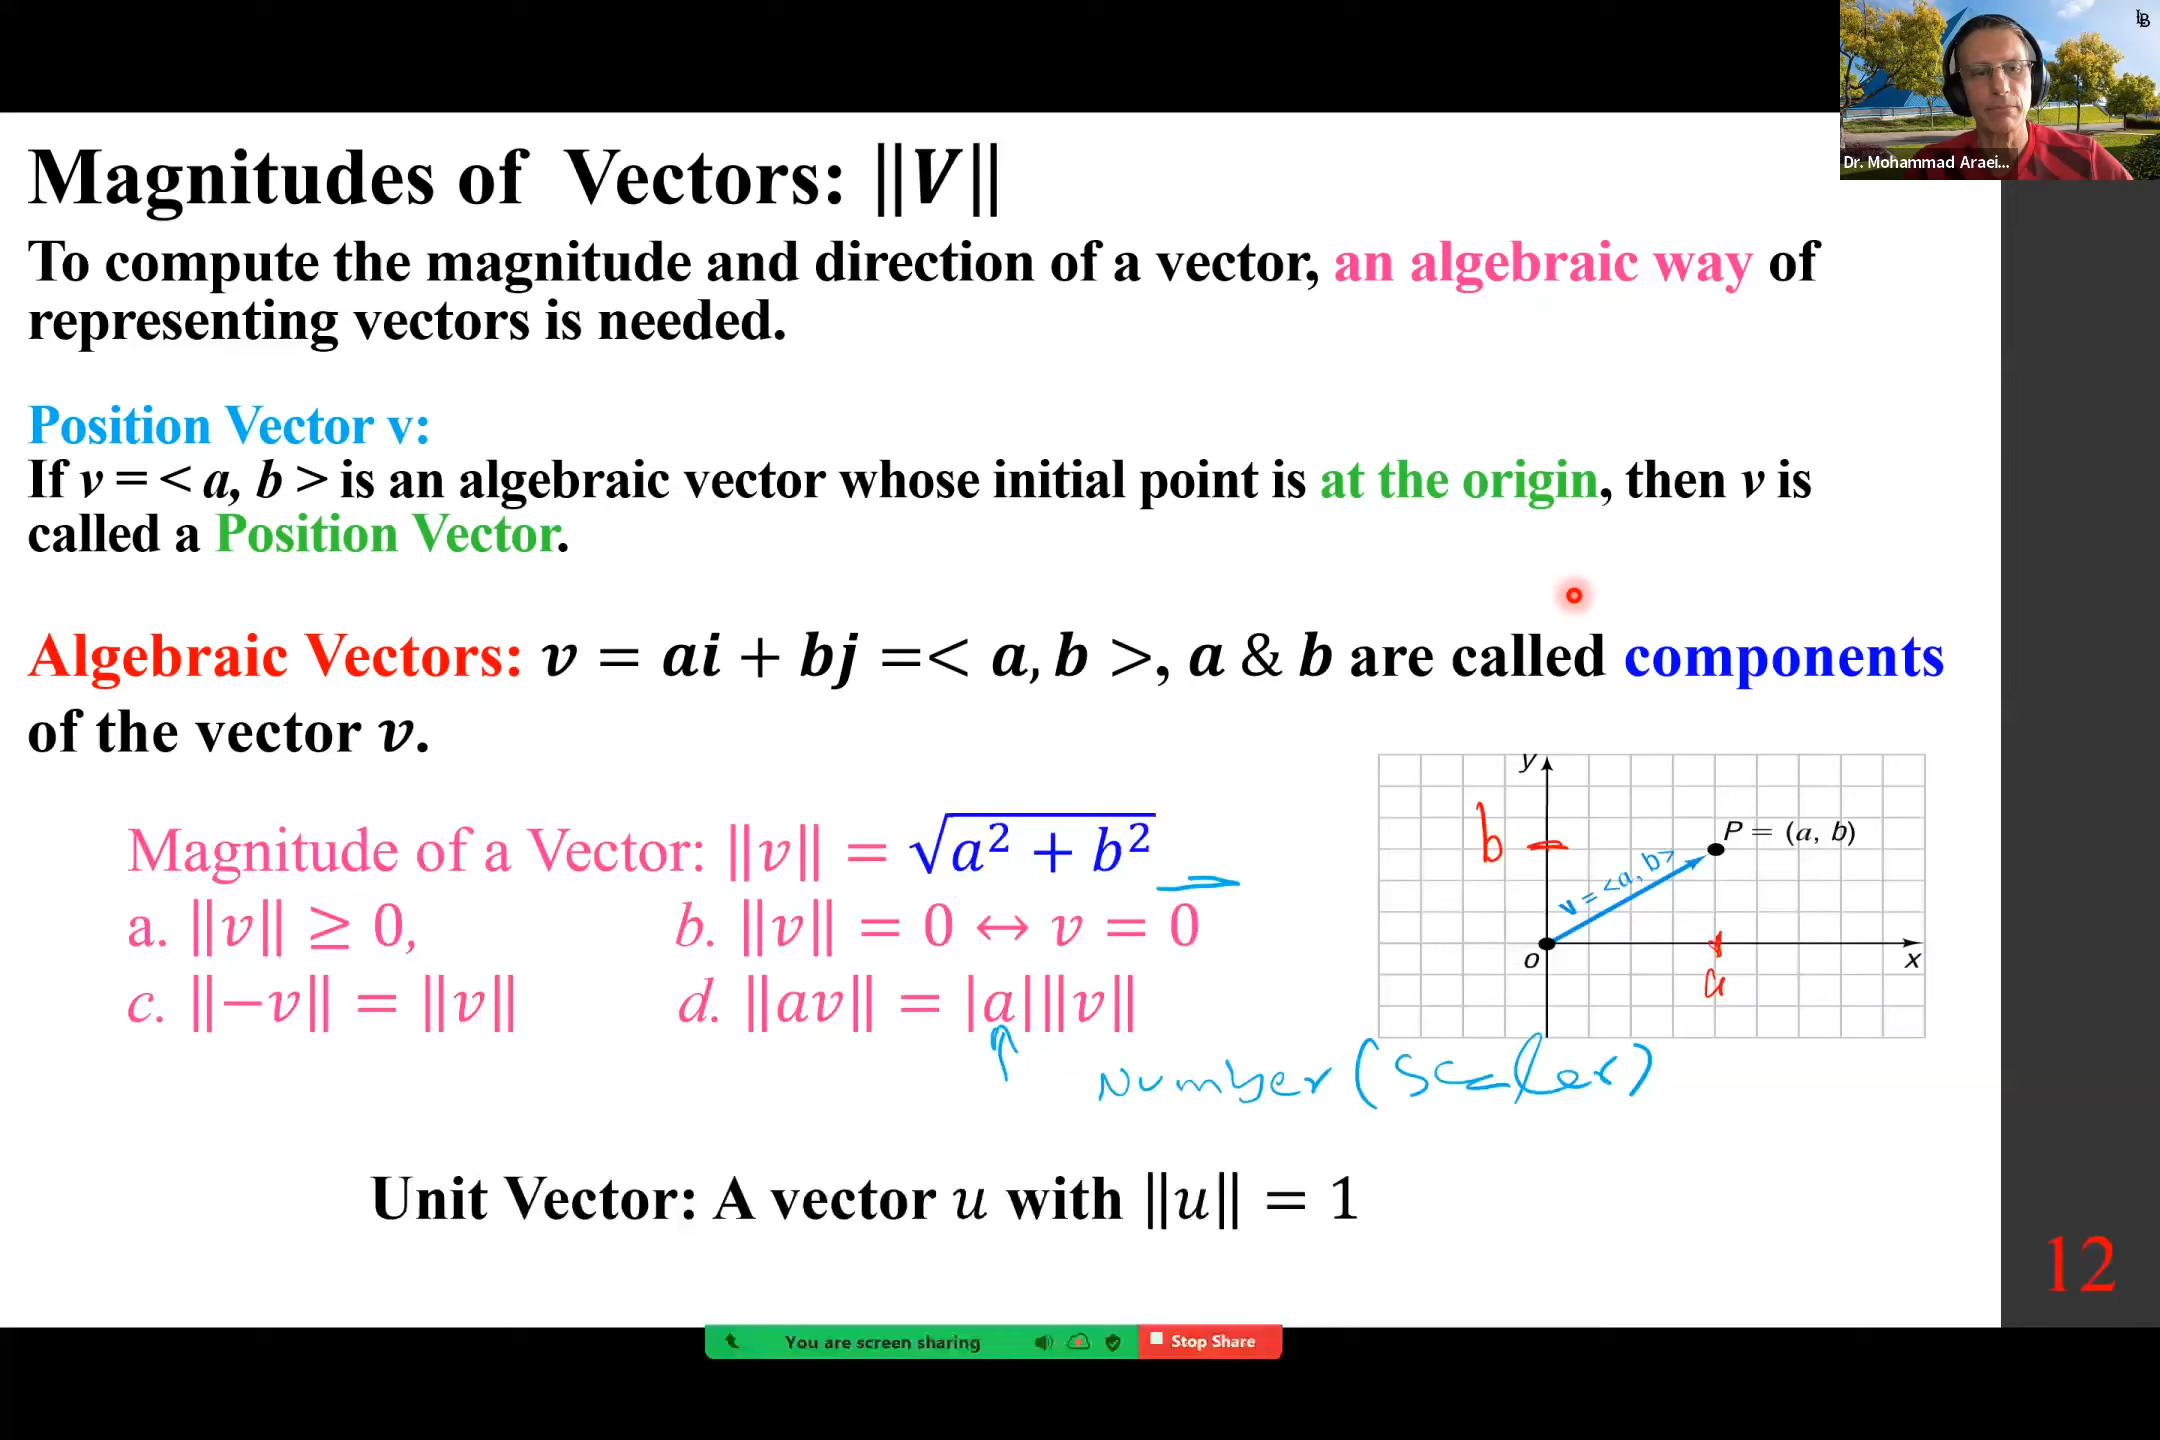 LB
Dr. Mohammad Araei...
Magnitudes of Vectors: ‖V‖
To compute the magnitude and direction of a vector, an algebraic way of
representing vectors is needed.
Position Vector v:
If v = < a, b > is an algebraic vector whose initial point is at the origin, then v is
called a Position Vector.
Algebraic Vectors: v = ai + bj =< a, b >, a & b are called components
of the vector v.
Magnitude of a Vector: ‖v‖ = √a² + b²
a. ‖v‖ ≥ 0, b. ‖v‖ = 0 ↔ v = 0
c. ‖−v‖ = ‖v‖ d. ‖av‖ = |a|‖v‖
Number (Scaler)
y
b
P = (a, b)
v = <a, b>
O
x
a
Unit Vector: A vector u with ‖u‖ = 1
12
You are screen sharing
Stop Share